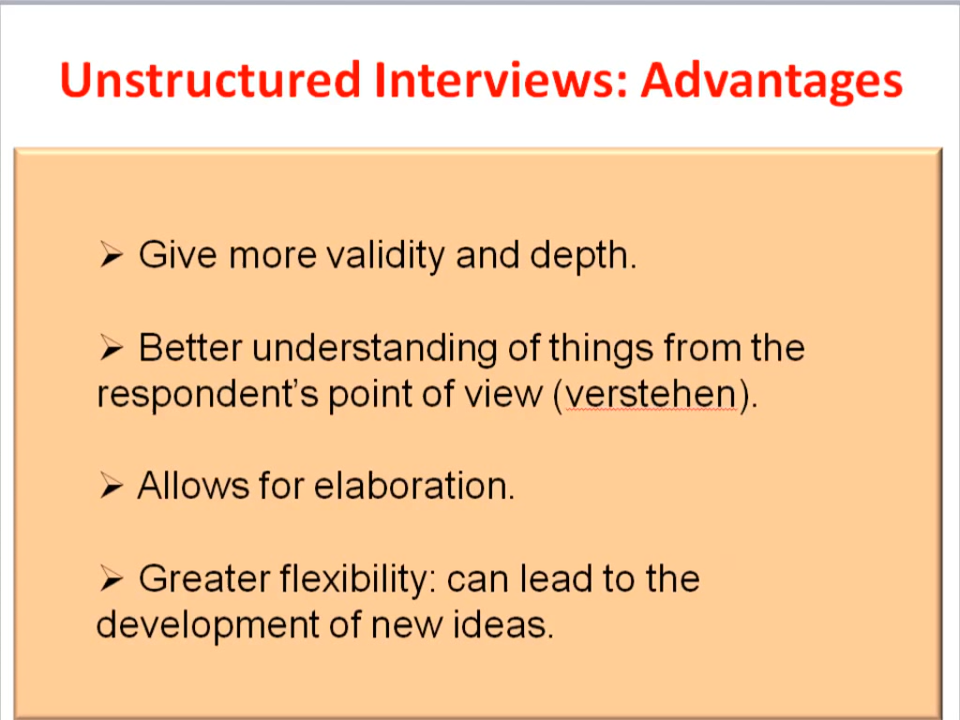 Unstructured Interviews: Advantages
➢ Give more validity and depth.
➢ Better understanding of things from the
respondent’s point of view (verstehen).
➢ Allows for elaboration.
➢ Greater flexibility: can lead to the
development of new ideas.